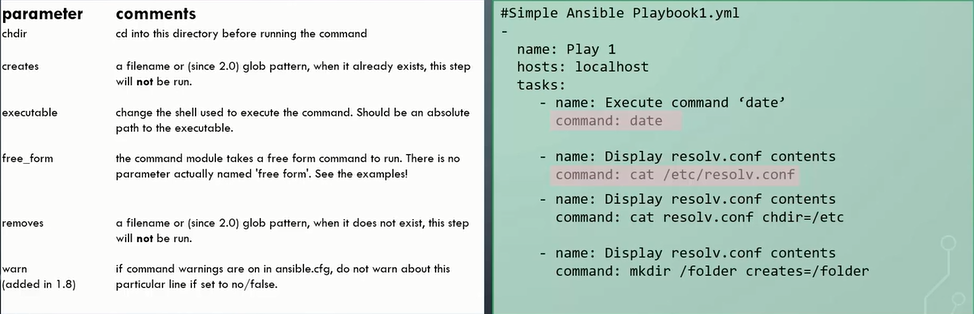 parameter comments
chdir cd into this directory before running the command
creates a filename or (since 2.0) glob pattern, when it already exists, this step
will not be run.
executable change the shell used to execute the command. Should be an absolute
path to the executable.
free_form the command module takes a free form command to run. There is no
parameter actually named 'free form'. See the examples!
removes a filename or (since 2.0) glob pattern, when it does not exist, this step
will not be run.
warn if command warnings are on in ansible.cfg, do not warn about this
(added in 1.8) particular line if set to no/false.
#Simple Ansible Playbook1.yml
-
name: Play 1
hosts: localhost
tasks:
- name: Execute command ‘date’
command: date
- name: Display resolv.conf contents
command: cat /etc/resolv.conf
- name: Display resolv.conf contents
command: cat resolv.conf chdir=/etc
- name: Display resolv.conf contents
command: mkdir /folder creates=/folder